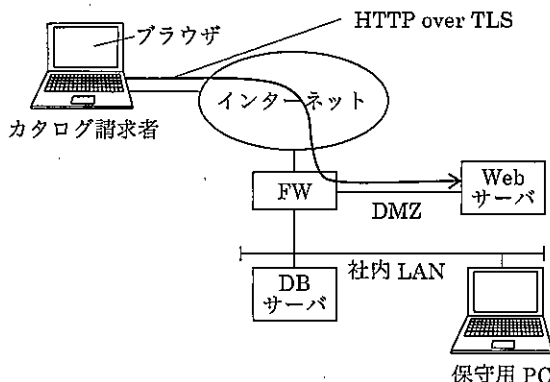 ブラウザ
HTTP over TLS
カタログ請求者
インターネット
FW
DMZ
Web
サーバ
社内 LAN
DB
サーバ
保守用 PC